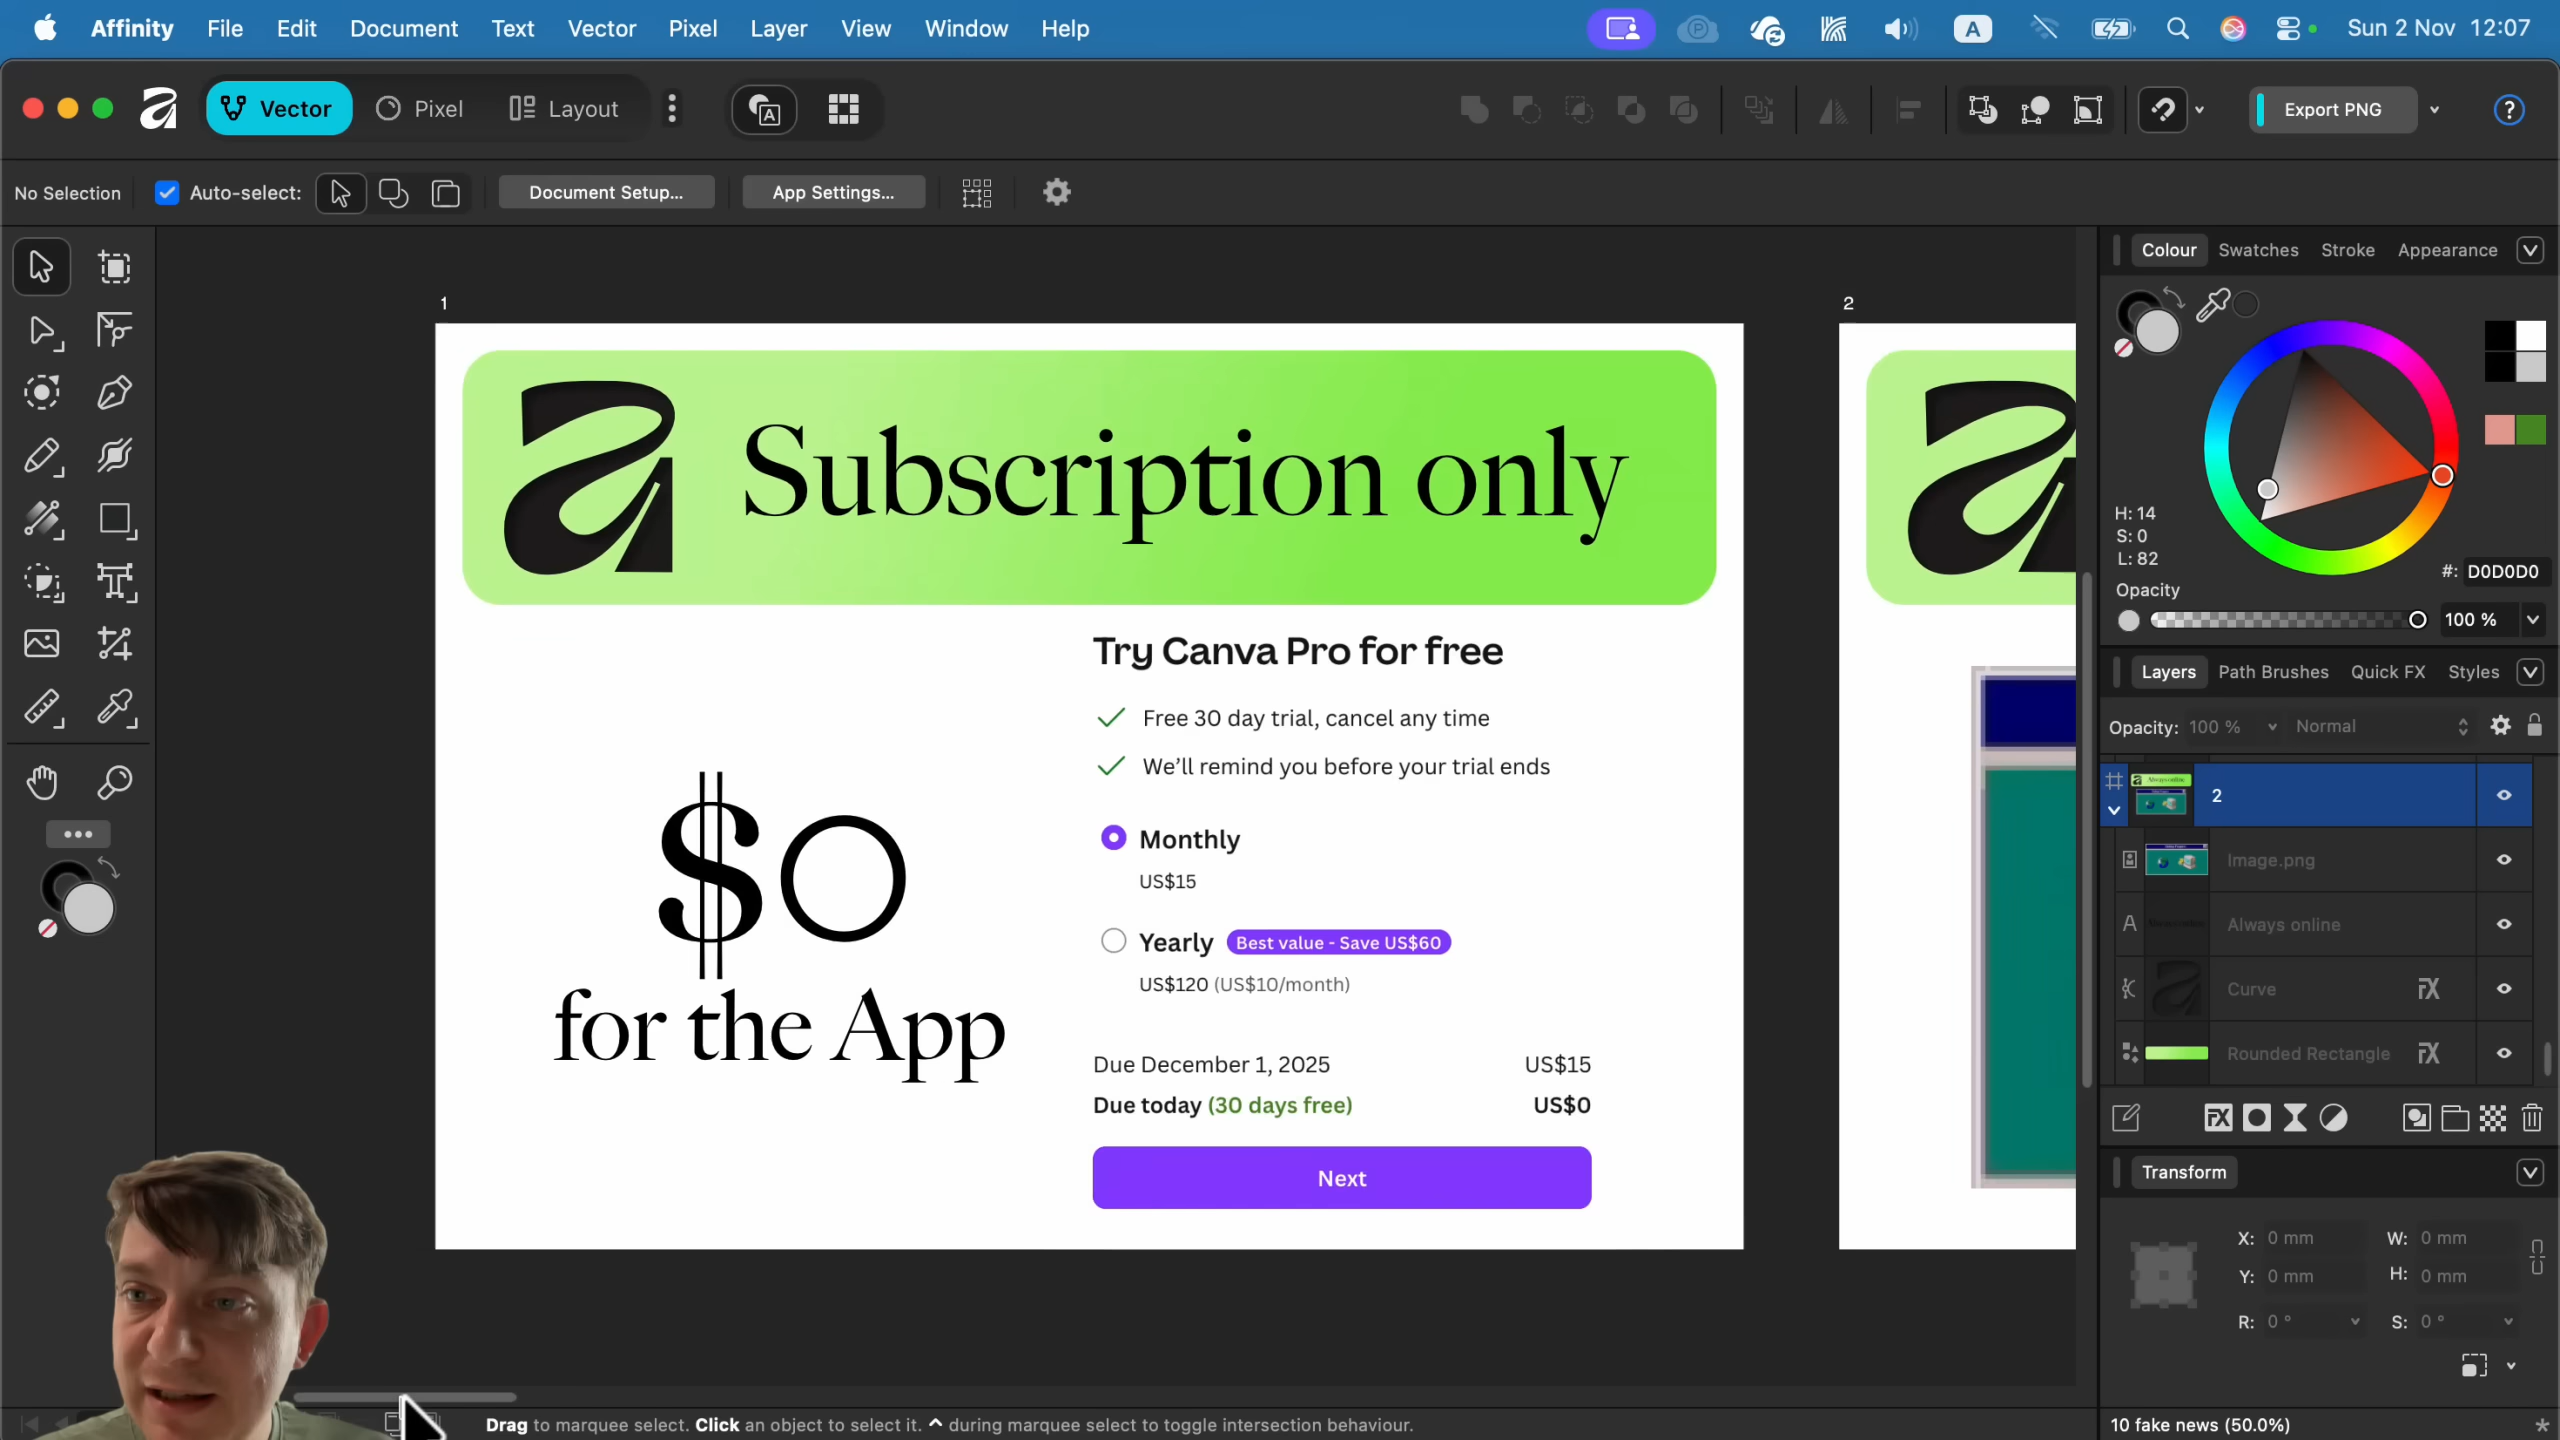 Affinity File Edit Document Text Vector Pixel Layer View Window Help
A
Sun 2 Nov 12:07
Vector Pixel Layout
A
Export PNG
?
No Selection Auto-select: Document Setup... App Settings...
Colour Swatches Stroke Appearance
H: 14
S: 0
L: 82
#: D0D0D0
Opacity
100 %
1
2
a Subscription only
Try Canva Pro for free
Free 30 day trial, cancel any time
We'll remind you before your trial ends
$0
for the App
Monthly
US$15
Yearly Best value - Save US$60
US$120 (US$10/month)
Due December 1, 2025 US$15
Due today (30 days free) US$0
Next
Layers Path Brushes Quick FX Styles
Opacity: 100 % Normal
2
Image.png
Always online
Curve FX
Rounded Rectangle FX
FX
Transform
X: 0 mm W: 0 mm
Y: 0 mm H: 0 mm
R: 0 ° S: 0 °
Drag to marquee select. Click an object to select it. ^ during marquee select to toggle intersection behaviour.
10 fake news (50.0%)